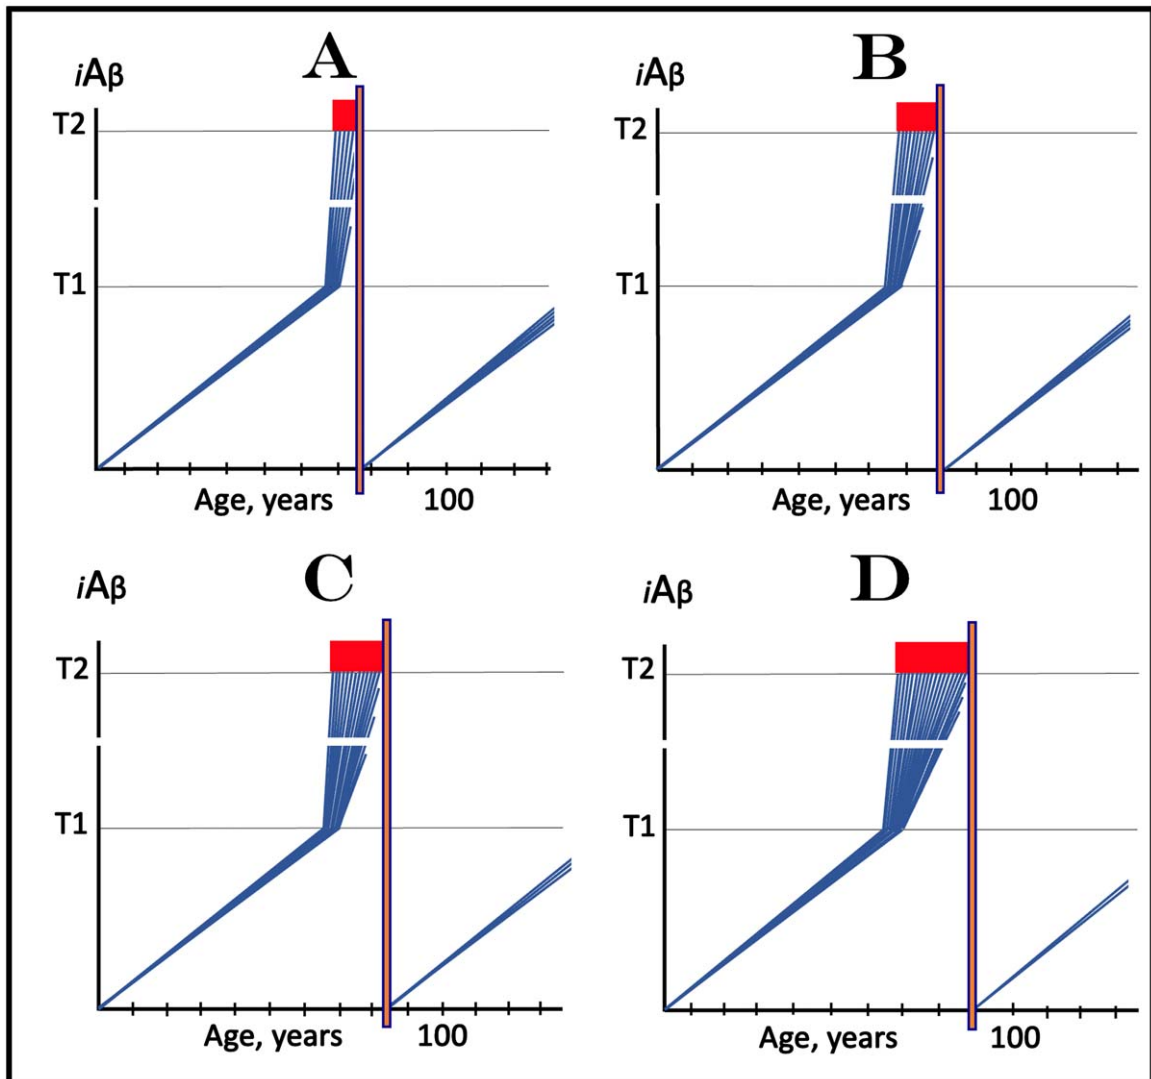 A
iAβ
T2
T1
Age, years 100
B
iAβ
T2
T1
Age, years 100
C
iAβ
T2
T1
Age, years 100
D
iAβ
T2
T1
Age, years 100